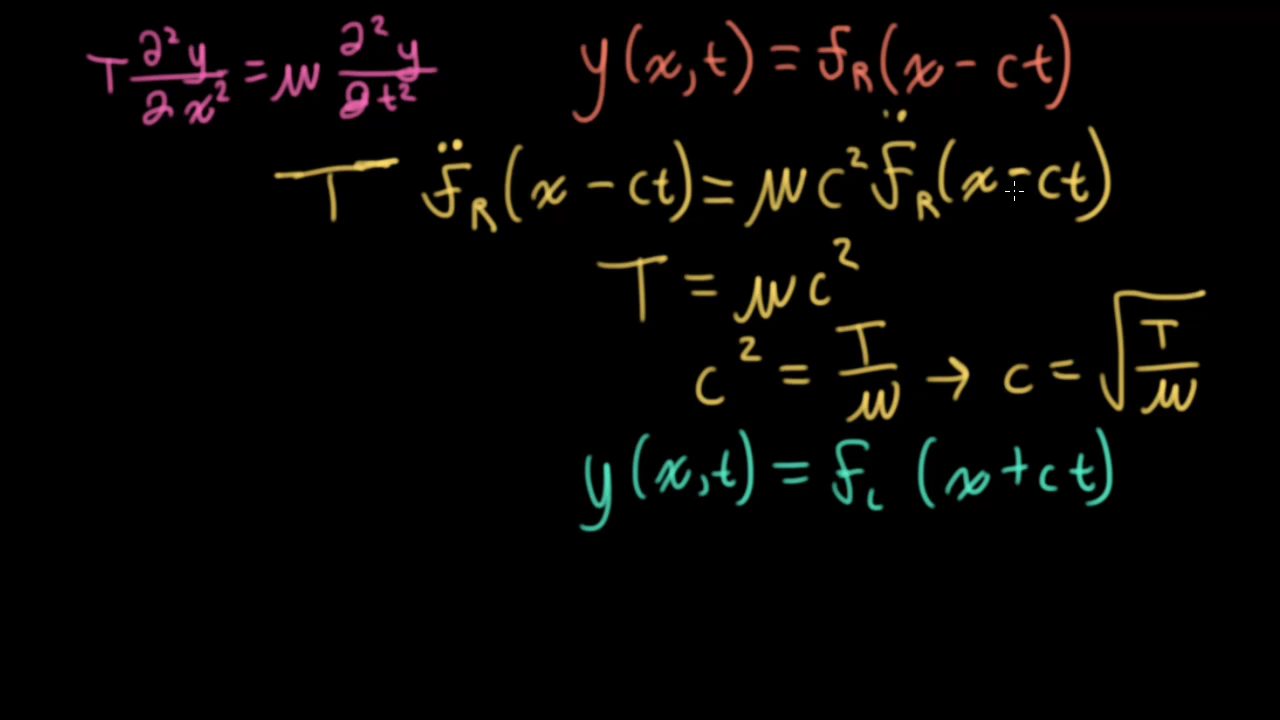 T ∂²y/∂x² = μ ∂²y/∂t²
y(x,t) = f_R(x - ct)
T f̈_R(x - ct) = μc² f̈_R(x - ct)
T = μc²
c² = T/μ → c = √(T/μ)
y(x,t) = f_L (x + ct)